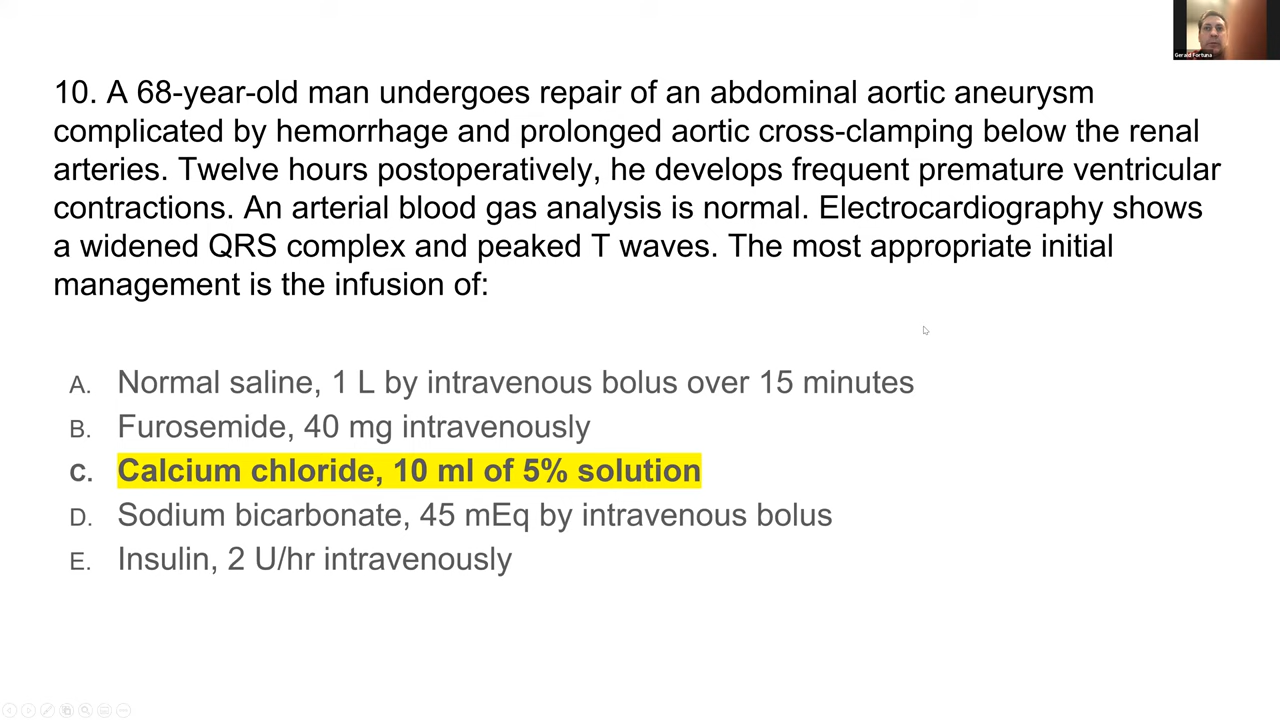 Gerald Fortuna
10. A 68-year-old man undergoes repair of an abdominal aortic aneurysm
complicated by hemorrhage and prolonged aortic cross-clamping below the renal
arteries. Twelve hours postoperatively, he develops frequent premature ventricular
contractions. An arterial blood gas analysis is normal. Electrocardiography shows
a widened QRS complex and peaked T waves. The most appropriate initial
management is the infusion of:
A. Normal saline, 1 L by intravenous bolus over 15 minutes
B. Furosemide, 40 mg intravenously
C. Calcium chloride, 10 ml of 5% solution
D. Sodium bicarbonate, 45 mEq by intravenous bolus
E. Insulin, 2 U/hr intravenously